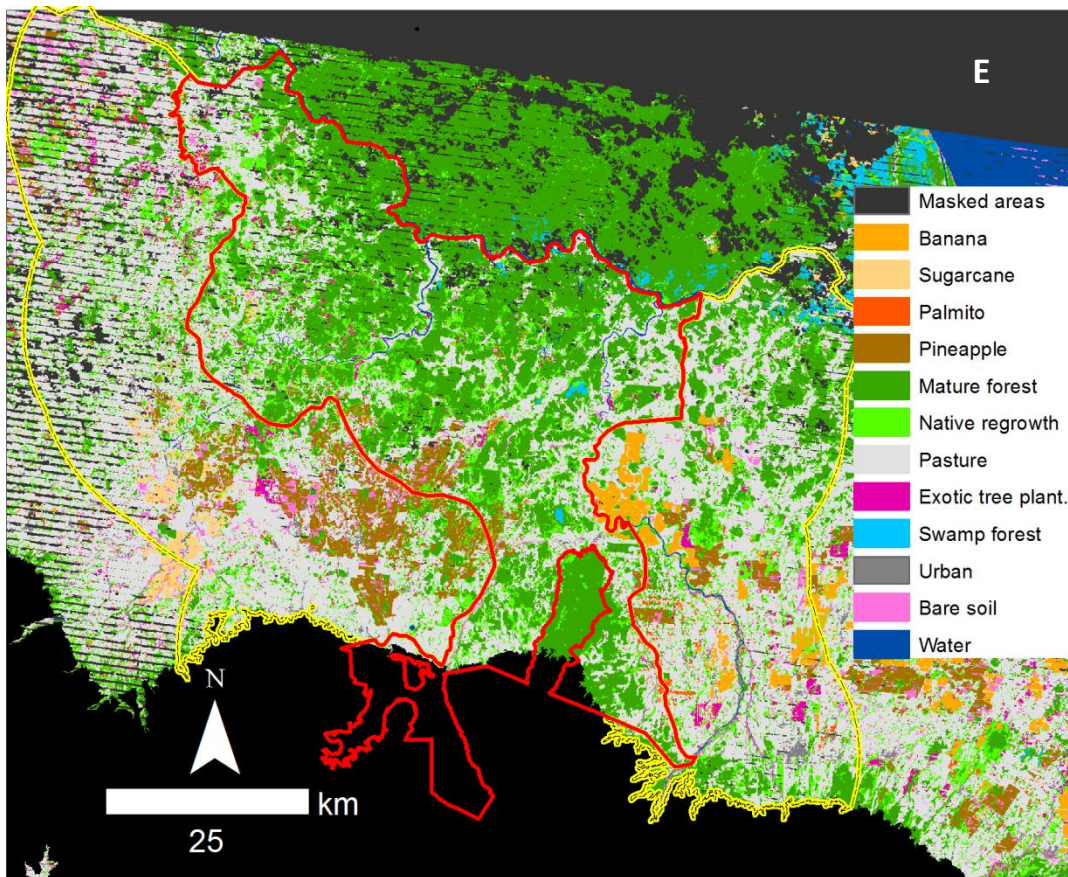 E
Masked areas
Banana
Sugarcane
Palmito
Pineapple
Mature forest
Native regrowth
Pasture
Exotic tree plant.
Swamp forest
Urban
Bare soil
Water
N
km
25